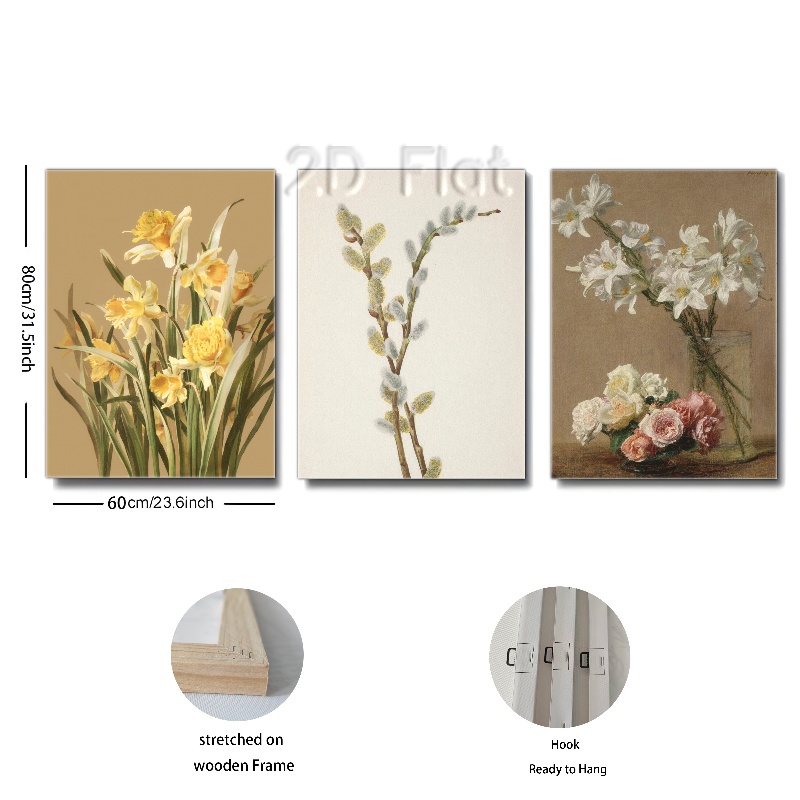 2D Flat
80cm/31.5inch
60cm/23.6inch
stretched on
wooden Frame
Hook
Ready to Hang